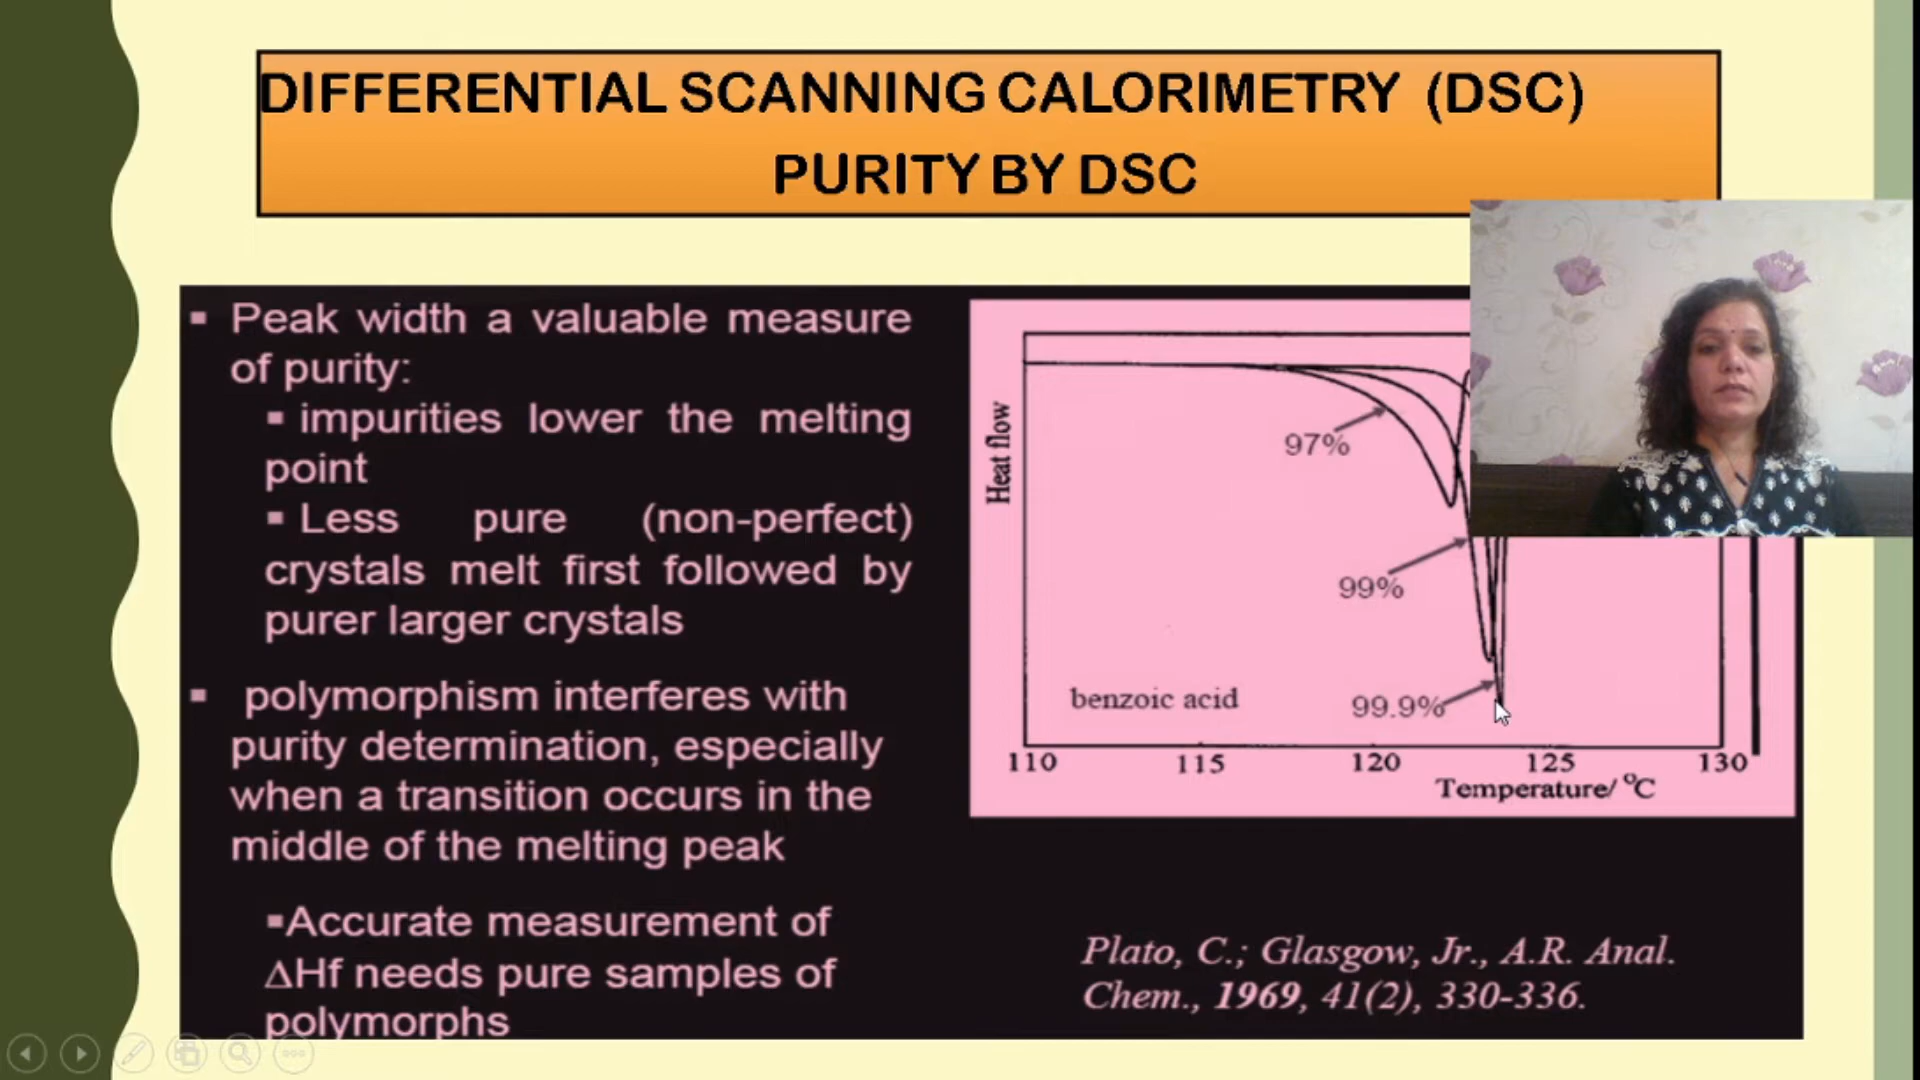 DIFFERENTIAL SCANNING CALORIMETRY (DSC)
PURITY BY DSC
▪ Peak width a valuable measure
of purity:
▪ impurities lower the melting
point
▪ Less pure (non-perfect)
crystals melt first followed by
purer larger crystals
▪ polymorphism interferes with
purity determination, especially
when a transition occurs in the
middle of the melting peak
▪Accurate measurement of
ΔHf needs pure samples of
polymorphs
Heat flow
97%
99%
99.9%
benzoic acid
110 115 120 125 130
Temperature/ °C
Plato, C.; Glasgow, Jr., A.R. Anal.
Chem., 1969, 41(2), 330-336.